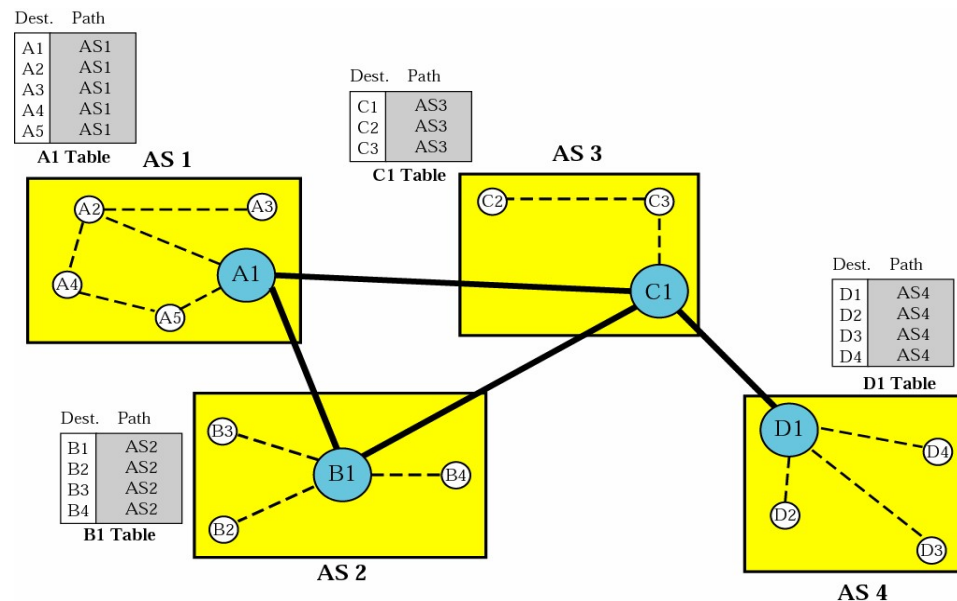 Dest. Path
A1 AS1
A2 AS1
A3 AS1
A4 AS1
A5 AS1
A1 Table
AS 1
Dest. Path
C1 AS3
C2 AS3
C3 AS3
C1 Table
AS 3
A2
A3
A1
A4
A5
C2
C3
C1
Dest. Path
D1 AS4
D2 AS4
D3 AS4
D4 AS4
D1 Table
Dest. Path
B1 AS2
B2 AS2
B3 AS2
B4 AS2
B1 Table
B3
B1
B4
B2
AS 2
D1
D4
D2
D3
AS 4